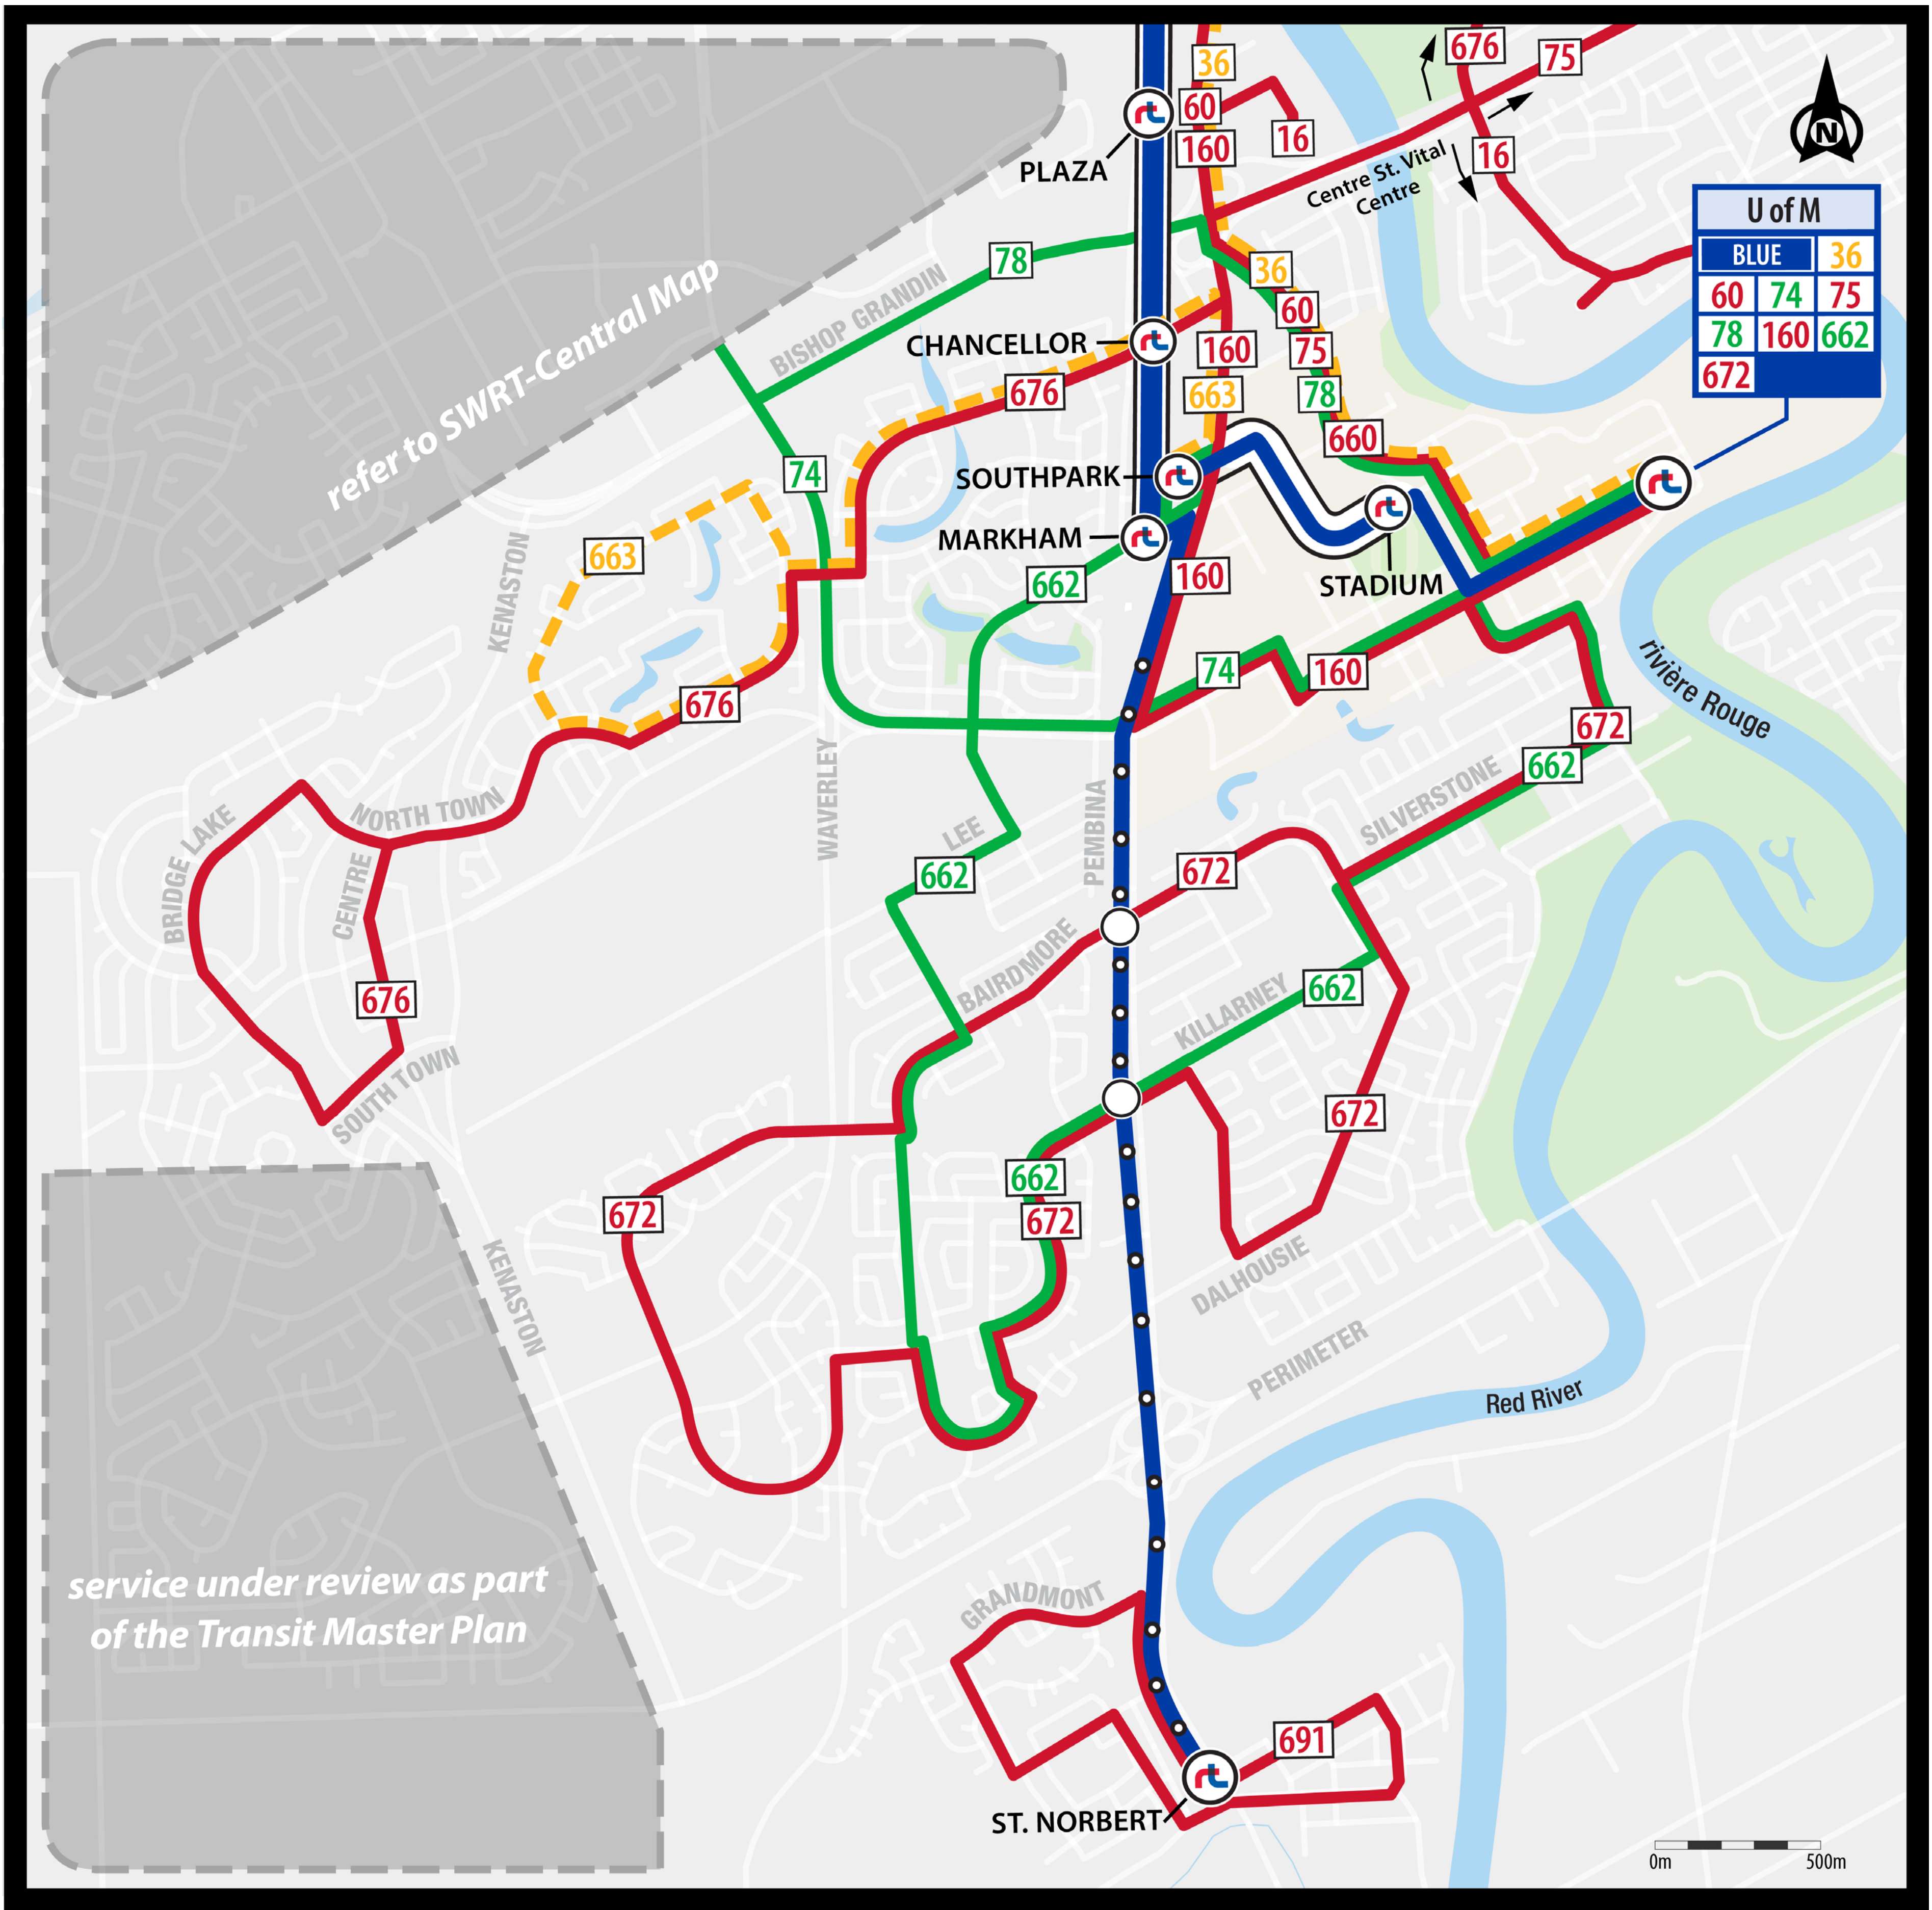 36
676
75
60
16
160
16
PLAZA
N
Centre St. Vital
Centre
U of M
BLUE 36
60 74 75
78 160 662
672
78
36
60
BISHOP GRANDIN
refer to SWRT-Central Map
CHANCELLOR
160
75
676
663
78
660
74
SOUTHPARK
MARKHAM
663
KENASTON
662
160
STADIUM
rivière Rouge
74
160
676
672
662
WAVERLEY
PEMBINA
SILVERSTONE
NORTH TOWN
BRIDGE LAKE
CENTRE
LEE
662
672
BAIRDMORE
KILLARNEY
662
676
SOUTH TOWN
672
662
672
672
KENASTON
DALHOUSIE
PERIMETER
Red River
service under review as part
of the Transit Master Plan
GRANDMONT
691
ST. NORBERT
0m 500m